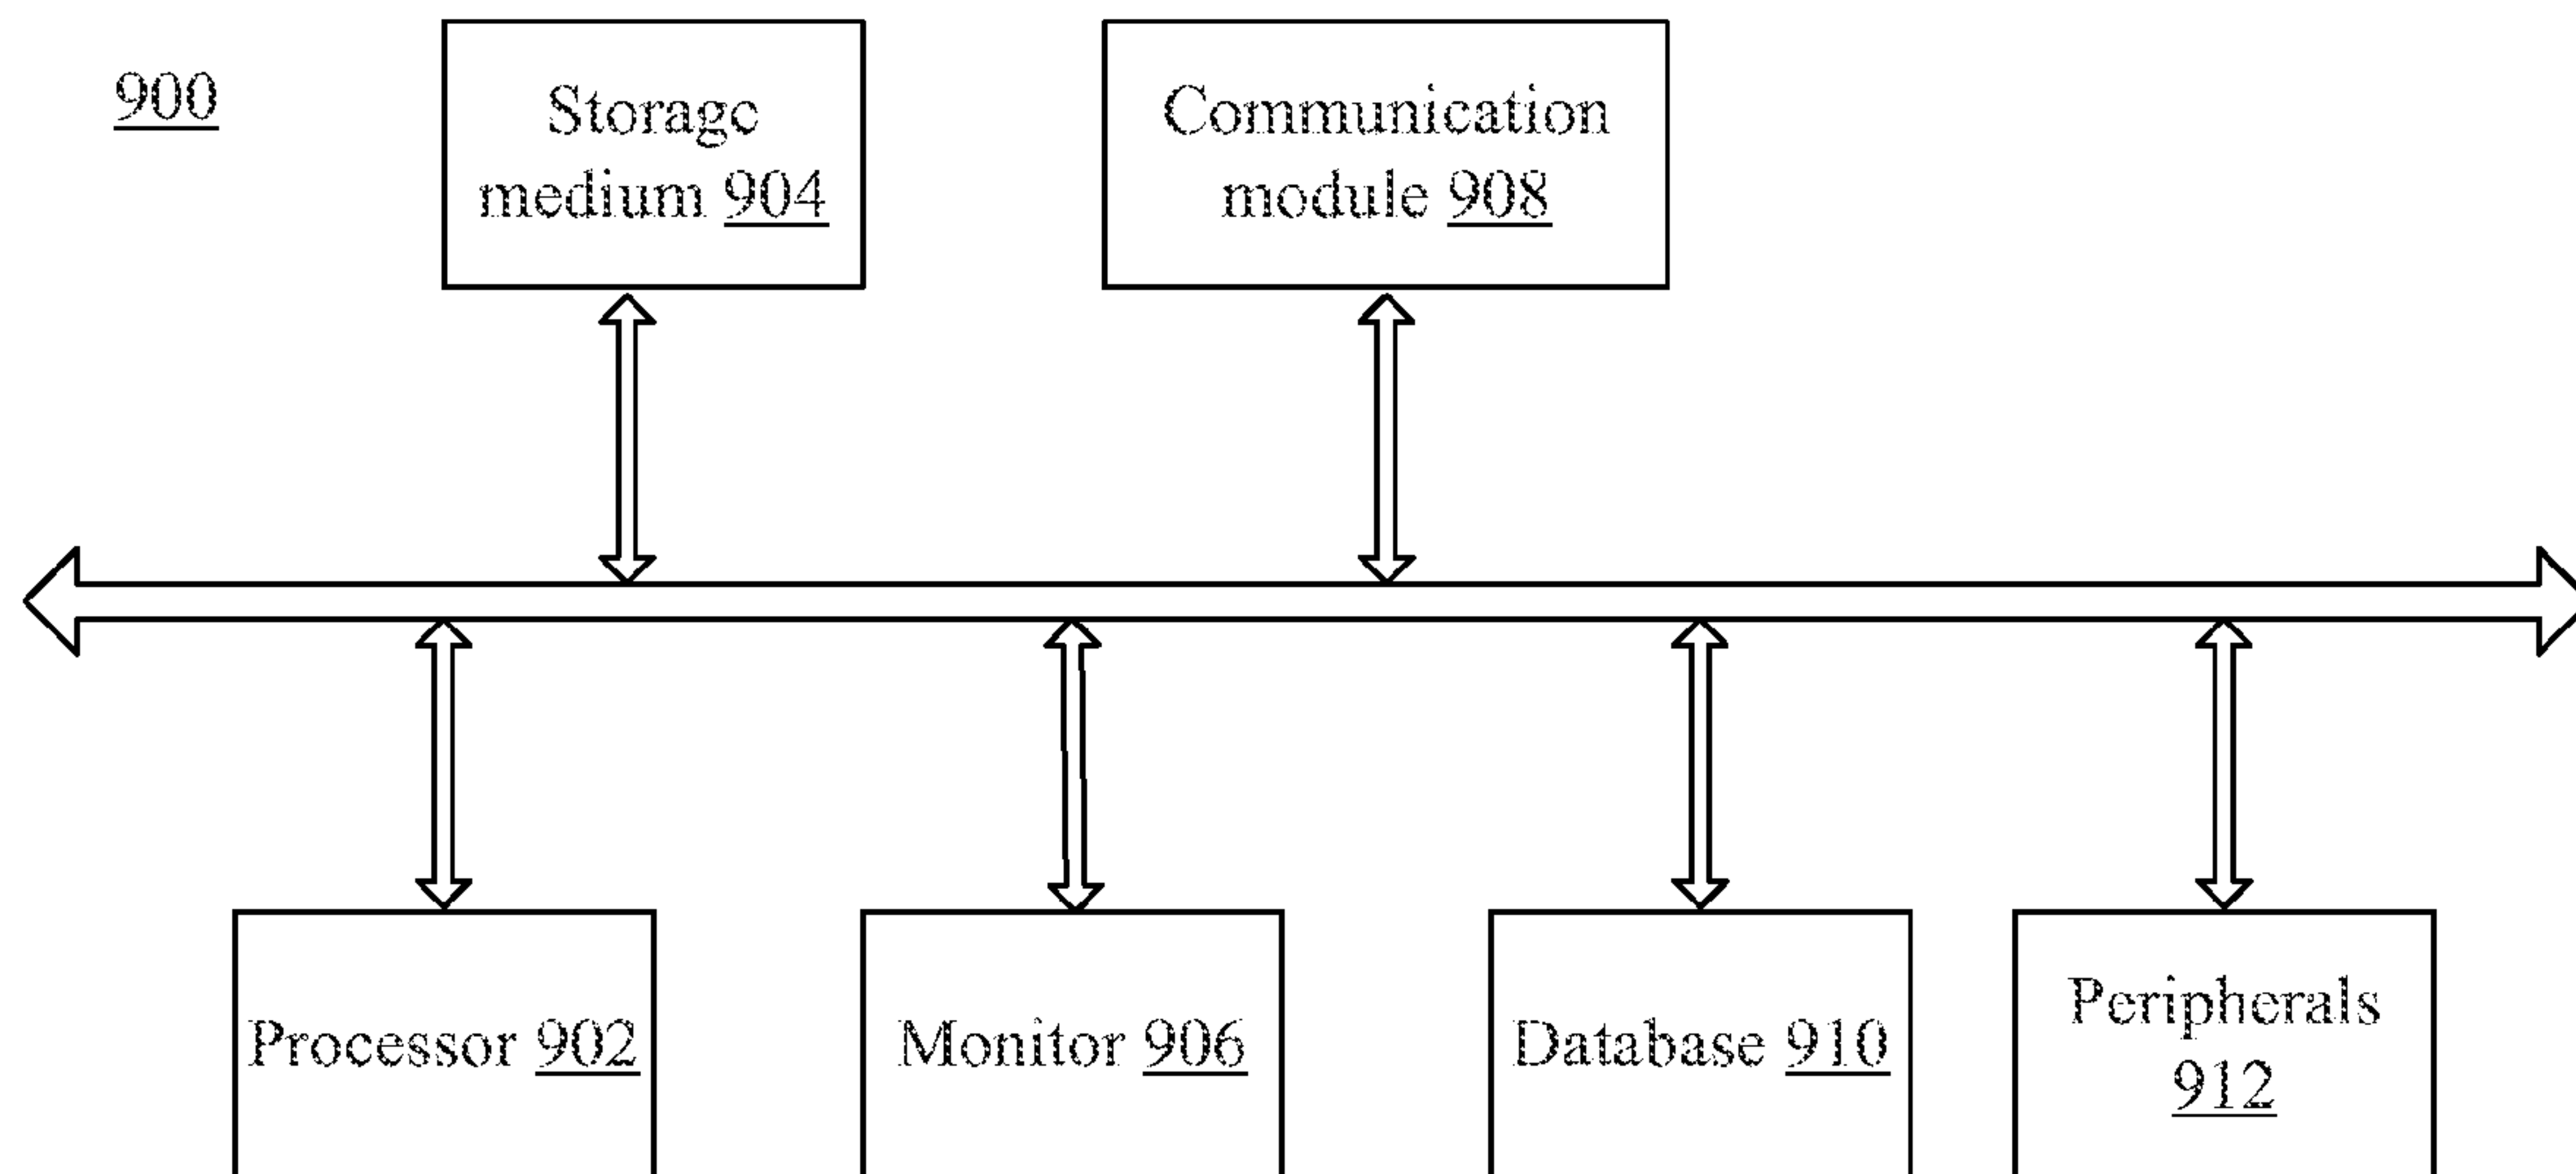 900
Storage
medium 904
Communication
module 908
Processor 902
Monitor 906
Database 910
Peripherals
912